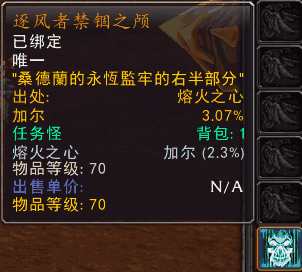 逐风者禁锢之颅
已绑定
唯一
"桑德蘭的永恆監牢的右半部分"
出处: 熔火之心
加尔 3.07%
任务怪 背包: 1
熔火之心 加尔 (2.3%)
物品等级: 70
出售单价: N/A
物品等级: 70